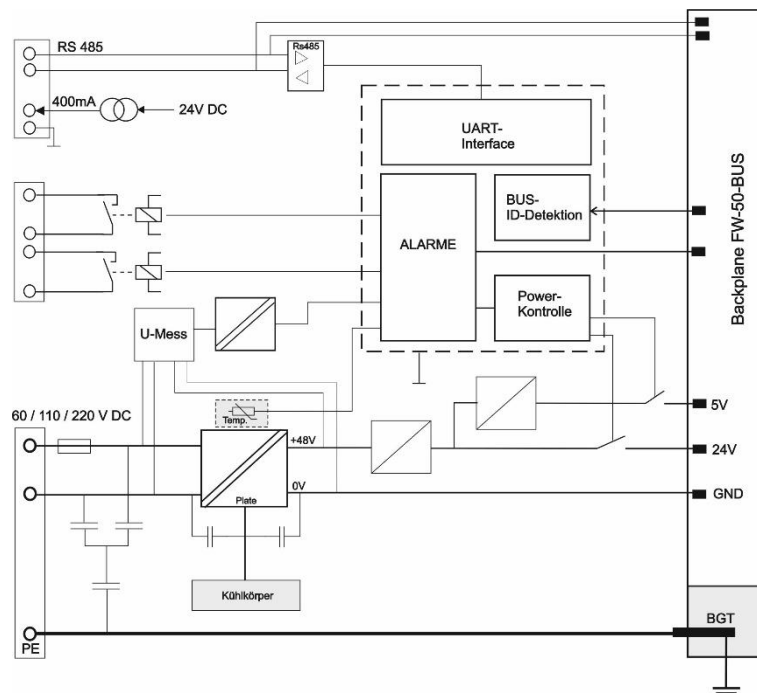 RS 485
Rs485
400mA
24V DC
UART-
Interface
BUS-
ID-Detektion
ALARME
Power-
Kontrolle
U-Mess
Backplane FW-50-BUS
60 / 110 / 220 V DC
Temp.
+48V
0V
Plate
5V
24V
GND
Kühlkörper
BGT
PE